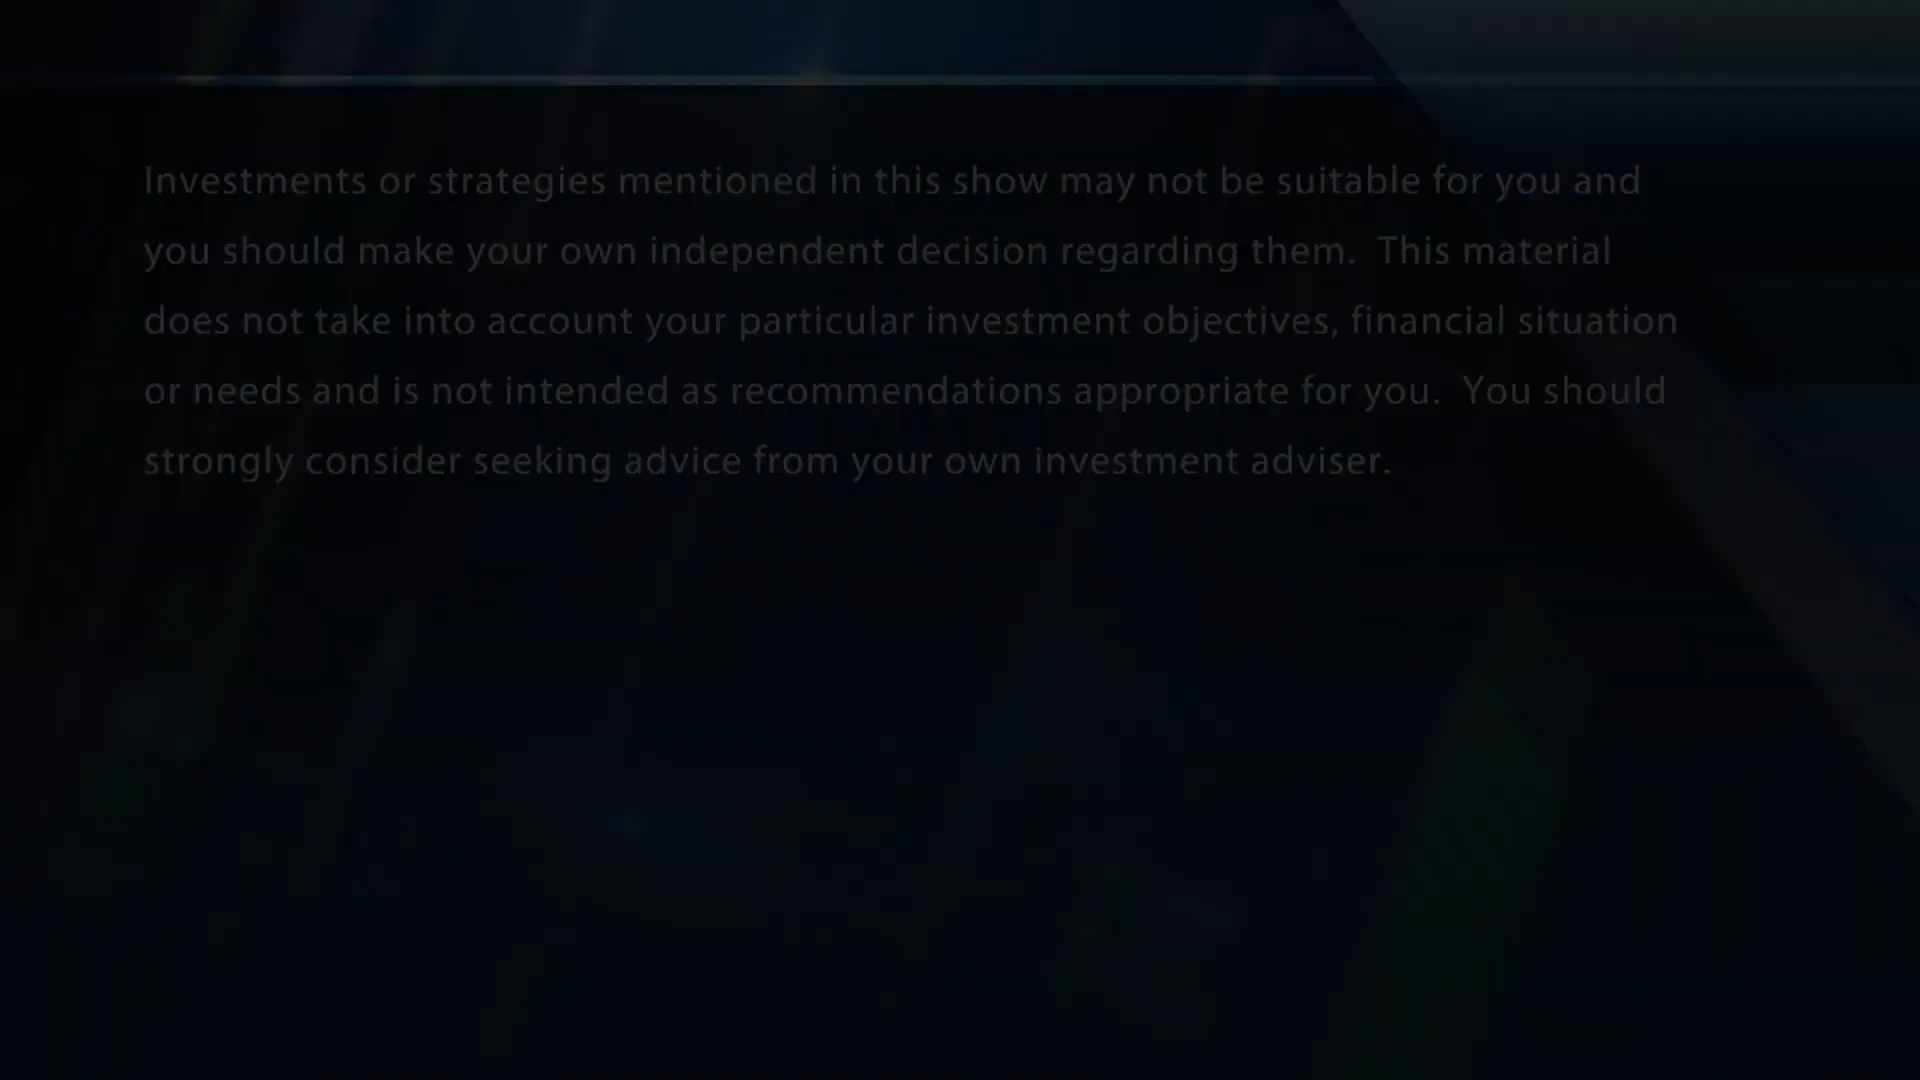 Investments or strategies mentioned in this show may not be suitable for you and
you should make your own independent decision regarding them.  This material
does not take into account your particular investment objectives, financial situation
or needs and is not intended as recommendations appropriate for you.  You should
strongly consider seeking advice from your own investment adviser.